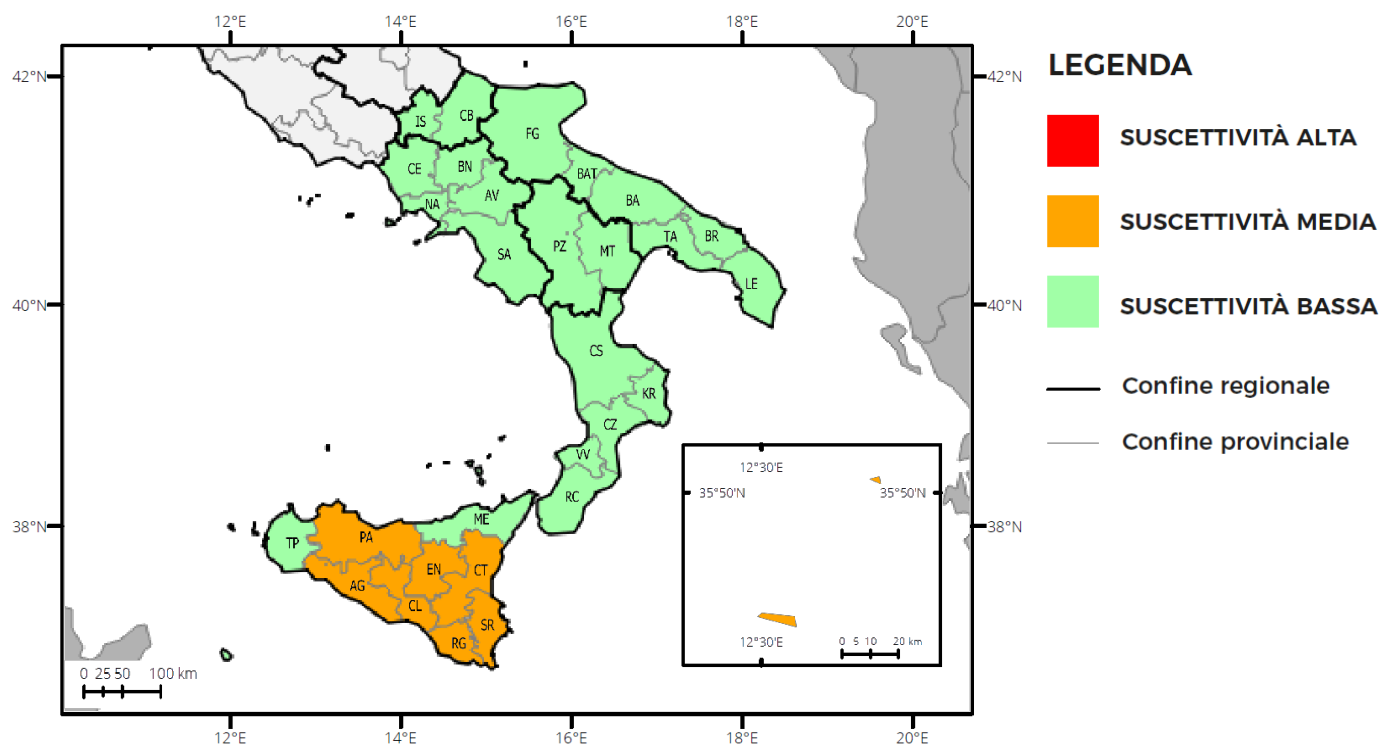 12°E 14°E 16°E 18°E 20°E
42°N 42°N
LEGENDA
SUSCETTIVITÀ ALTA
SUSCETTIVITÀ MEDIA
SUSCETTIVITÀ BASSA
Confine regionale
Confine provinciale
IS CB FG
CE BN BAT
NA AV BA
SA PZ MT TA BR
LE
40°N 40°N
CS
KR
CZ
VV
RC
38°N 38°N
ME
TP PA
AG EN CT
CL
SR
RG
12°30'E
35°50'N 35°50'N
12°30'E
0 5 10 20 km
0 25 50 100 km
12°E 14°E 16°E 18°E 20°E